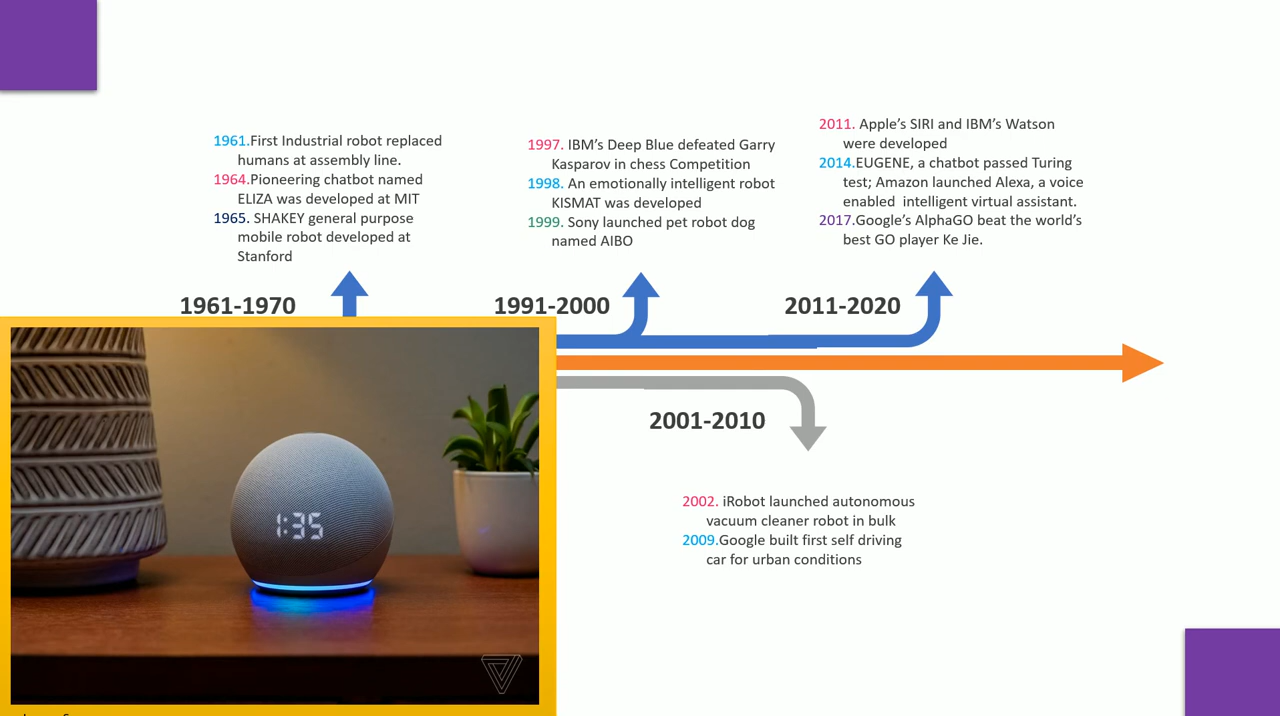 1961.First Industrial robot replaced
humans at assembly line.
1964.Pioneering chatbot named
ELIZA was developed at MIT
1965. SHAKEY general purpose
mobile robot developed at
Stanford
1961-1970
1997. IBM's Deep Blue defeated Garry
Kasparov in chess Competition
1998. An emotionally intelligent robot
KISMAT was developed
1999. Sony launched pet robot dog
named AIBO
1991-2000
2011. Apple's SIRI and IBM's Watson
were developed
2014.EUGENE, a chatbot passed Turing
test; Amazon launched Alexa, a voice
enabled  intelligent virtual assistant.
2017.Google's AlphaGO beat the world's
best GO player Ke Jie.
2011-2020
2001-2010
2002. iRobot launched autonomous
vacuum cleaner robot in bulk
2009.Google built first self driving
car for urban conditions
1:35